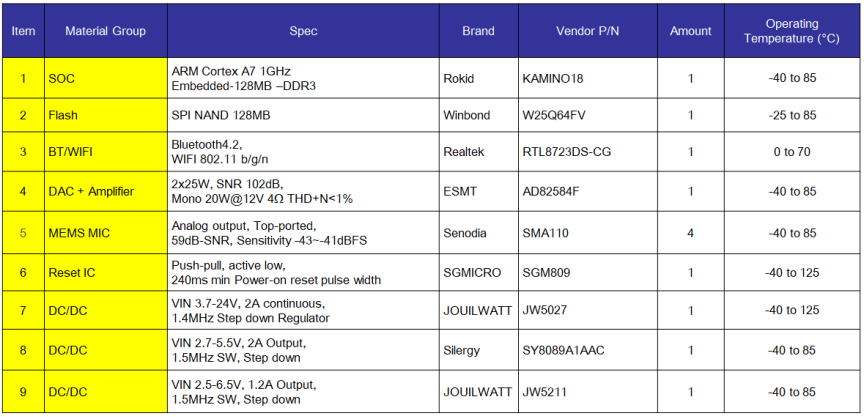 Item Material Group Spec Brand Vendor P/N Amount Operating
Temperature (°C)
1 SOC ARM Cortex A7 1GHz
Embedded-128MB –DDR3 Rokid KAMINO18 1 -40 to 85
2 Flash SPI NAND 128MB Winbond W25Q64FV 1 -25 to 85
3 BT/WIFI Bluetooth4.2,
WIFI 802.11 b/g/n Realtek RTL8723DS-CG 1 0 to 70
4 DAC + Amplifier 2x25W, SNR 102dB,
Mono 20W@12V 4Ω THD+N<1% ESMT AD82584F 1 -40 to 85
5 MEMS MIC Analog output, Top-ported,
59dB-SNR, Sensitivity -43~-41dBFS Senodia SMA110 4 -40 to 85
6 Reset IC Push-pull, active low,
240ms min Power-on reset pulse width SGMICRO SGM809 1 -40 to 125
7 DC/DC VIN 3.7-24V, 2A continuous,
1.4MHz Step down Regulator JOUILWATT JW5027 1 -40 to 125
8 DC/DC VIN 2.7-5.5V, 2A Output,
1.5MHz SW, Step down Silergy SY8089A1AAC 1 -40 to 85
9 DC/DC VIN 2.5-6.5V, 1.2A Output,
1.5MHz SW, Step down JOUILWATT JW5211 1 -40 to 85